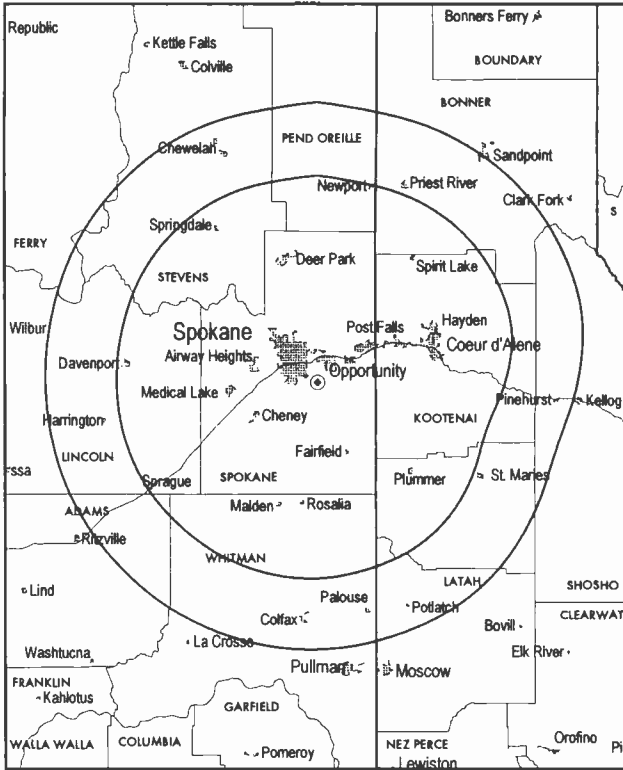 Republic
Bonners Ferry
Kettle Falls
Colville
BOUNDARY
BONNER
PEND OREILLE
Chewelah
Sandpoint
Newport
Priest River
Clark Fork
S
Springdale
FERRY
Deer Park
Spirit Lake
STEVENS
Wilbur
Spokane
Post Falls
Hayden
Coeur d'Alene
Airway Heights
Davenport
Opportunity
Medical Lake
Pinehurst
Kellog
Harrington
Cheney
KOOTENAI
LINCOLN
Fairfield
rssa
Sprague
SPOKANE
Plummer
St. Maries
ADAMS
Malden
Rosalia
Ritzville
WHITMAN
LATAH
SHOSHO
Lind
Palouse
Potlatch
CLEARWAT
Colfax
Bovill
La Crosse
Washtucna
Elk River
Pullman
Moscow
FRANKLIN
Kahlotus
GARFIELD
WALLA WALLA
COLUMBIA
Pomeroy
NEZ PERCE
Lewiston
Orofino
Pi